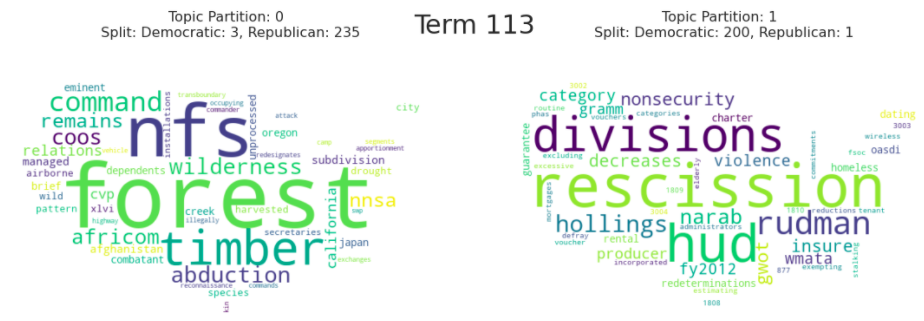 Topic Partition: 0
Split: Democratic: 3, Republican: 235
Term 113
Topic Partition: 1
Split: Democratic: 200, Republican: 1
eminent
transboundary
occupying
commander
command
nfs
installations
unprocessed
attack
city
remains
coos
oregon
camp
segments
apportionment
relations
vehicle
redesignates
subdivision
managed
wilderness
airborne
dependents
drought
forest
brief
cvp
nnsa
wild
xlvi
creek
harvested
california
pattern
highway
illegally
smp
africom
timber
secretaries
japan
afghanistan
combatant
abduction
exchanges
reconnaissance
commands
species
kin
3002
category
nonsecurity
routine
gramm
phas
vouchers
categories
charter
dating
divisions
3003
guarantee
wireless
excluding
decreases
violence
commitments
fsoc
oasdi
excessive
elderly
homeless
rescission
1809
mortgages
hollings
hud
3004
narab
rudman
1810
reductions
tenant
administrators
defray
voucher
rental
insure
producer
gwot
wmata
incorporated
fy2012
877
exempting
stalking
redeterminations
estimating
1808